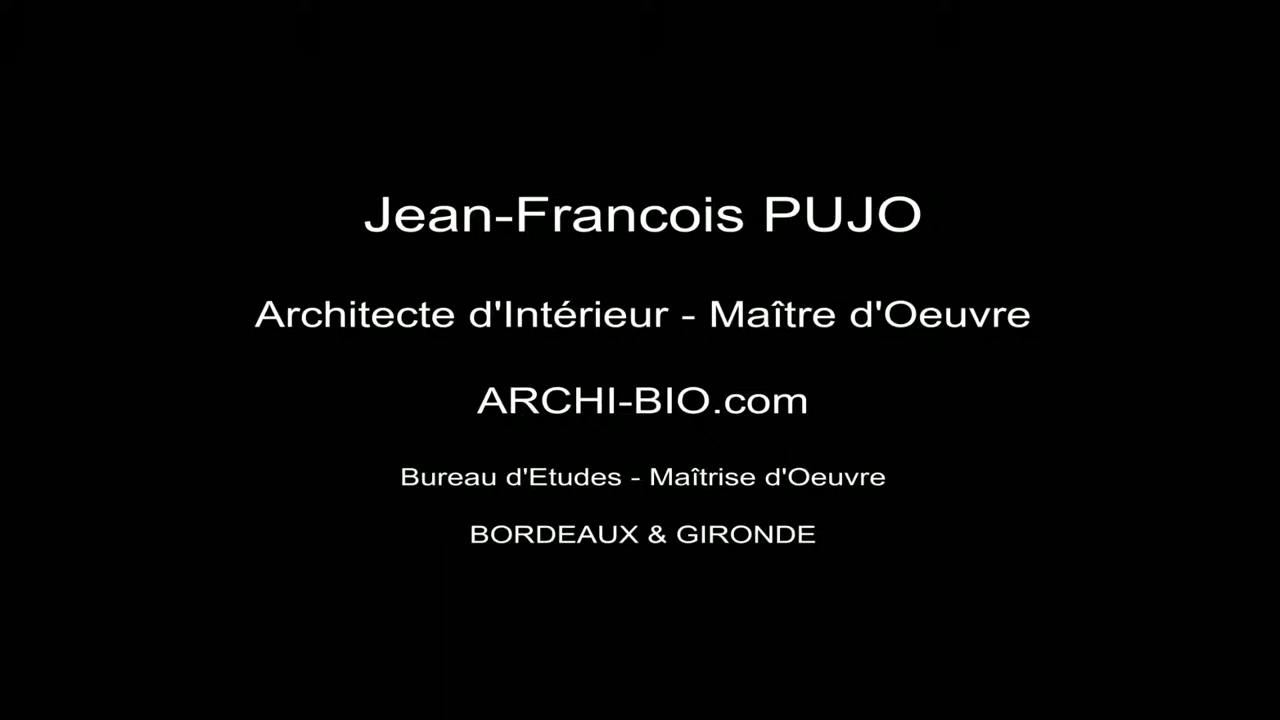 Jean-Francois PUJO
Architecte d'Intérieur - Maître d'Oeuvre
ARCHI-BIO.com
Bureau d'Etudes - Maîtrise d'Oeuvre
BORDEAUX & GIRONDE